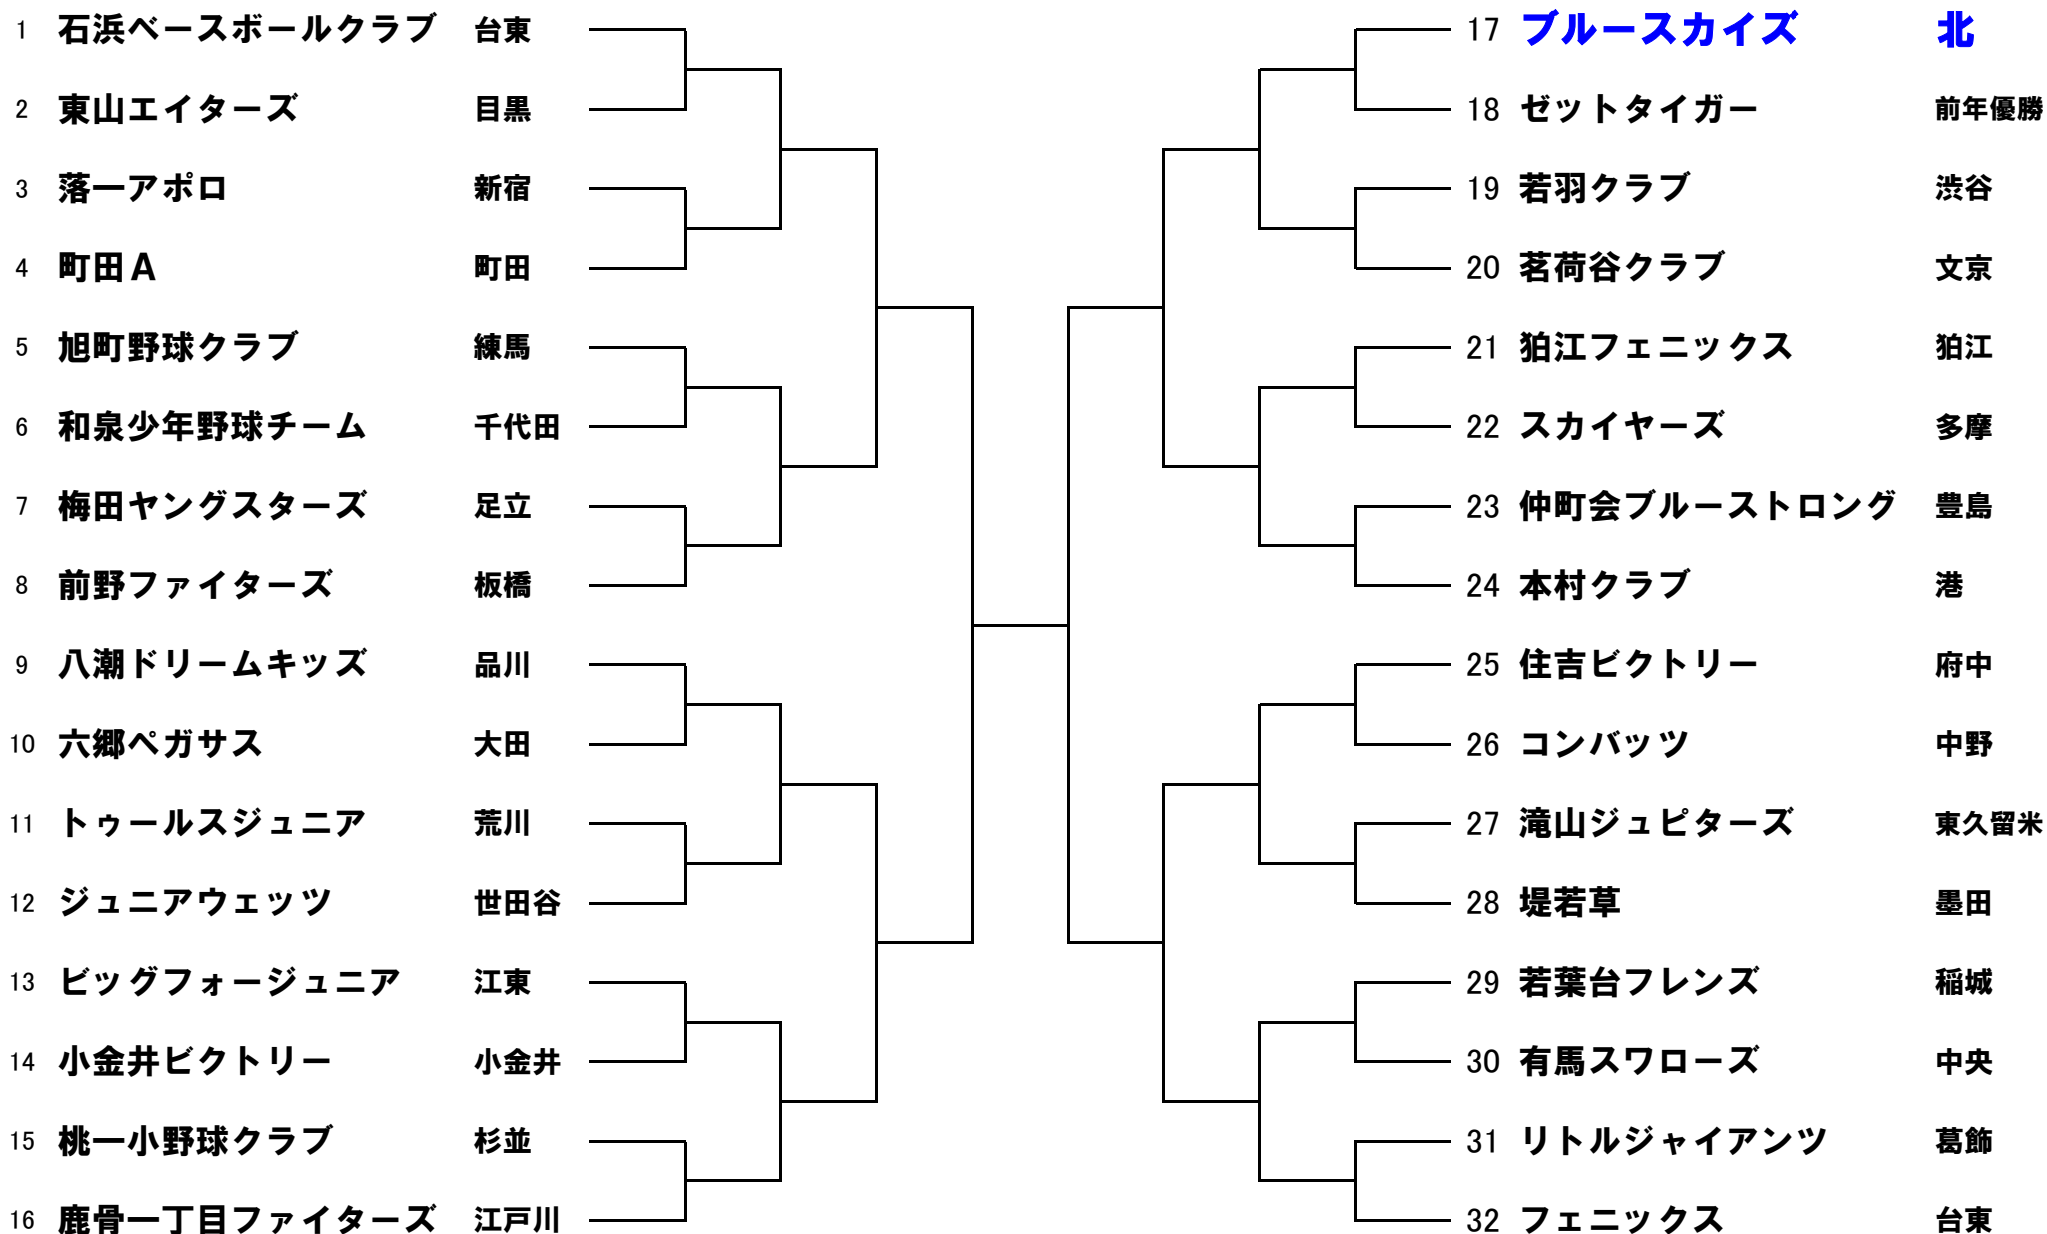 1 石浜ベースボールクラブ 台東
2 東山エイターズ 目黒
3 落一アポロ 新宿
4 町田A 町田
5 旭町野球クラブ 練馬
6 和泉少年野球チーム 千代田
7 梅田ヤングスターズ 足立
8 前野ファイターズ 板橋
9 八潮ドリームキッズ 品川
10 六郷ペガサス 大田
11 トゥールスジュニア 荒川
12 ジュニアウェッツ 世田谷
13 ビッグフォージュニア 江東
14 小金井ビクトリー 小金井
15 桃一小野球クラブ 杉並
16 鹿骨一丁目ファイターズ 江戸川
17 ブルースカイズ 北
18 ゼットタイガー 前年優勝
19 若羽クラブ 渋谷
20 茗荷谷クラブ 文京
21 狛江フェニックス 狛江
22 スカイヤーズ 多摩
23 仲町会ブルーストロング 豊島
24 本村クラブ 港
25 住吉ビクトリー 府中
26 コンバッツ 中野
27 滝山ジュピターズ 東久留米
28 堤若草 墨田
29 若葉台フレンズ 稲城
30 有馬スワローズ 中央
31 リトルジャイアンツ 葛飾
32 フェニックス 台東